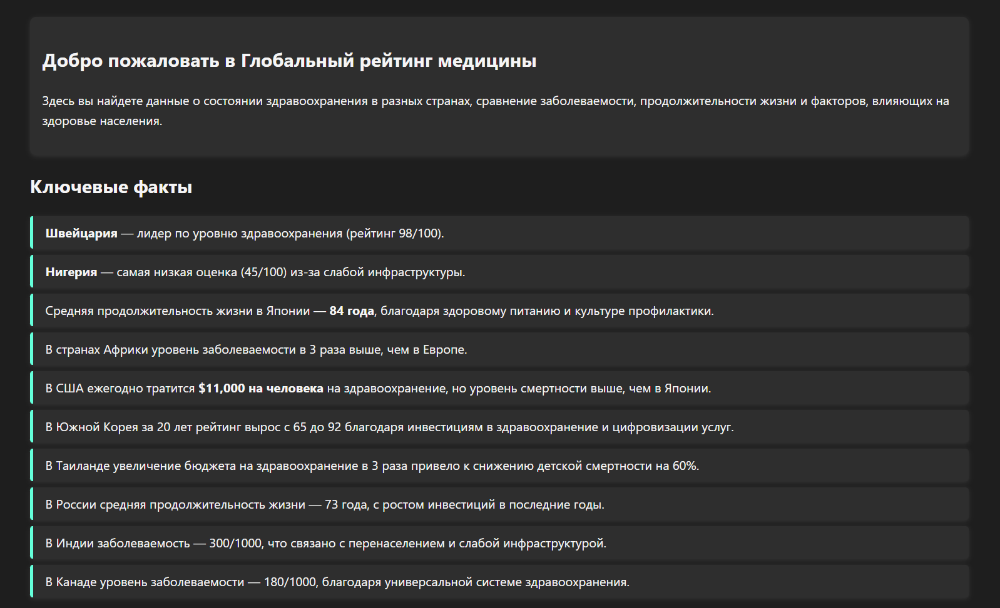 Добро пожаловать в Глобальный рейтинг медицины
Здесь вы найдете данные о состоянии здравоохранения в разных странах, сравнение заболеваемости, продолжительности жизни и факторов, влияющих на
здоровье населения.
Ключевые факты
Швейцария — лидер по уровню здравоохранения (рейтинг 98/100).
Нигерия — самая низкая оценка (45/100) из-за слабой инфраструктуры.
Средняя продолжительность жизни в Японии — 84 года, благодаря здоровому питанию и культуре профилактики.
В странах Африки уровень заболеваемости в 3 раза выше, чем в Европе.
В США ежегодно тратится $11,000 на человека на здравоохранение, но уровень смертности выше, чем в Японии.
В Южной Корея за 20 лет рейтинг вырос с 65 до 92 благодаря инвестициям в здравоохранение и цифровизации услуг.
В Таиланде увеличение бюджета на здравоохранение в 3 раза привело к снижению детской смертности на 60%.
В России средняя продолжительность жизни — 73 года, с ростом инвестиций в последние годы.
В Индии заболеваемость — 300/1000, что связано с перенаселением и слабой инфраструктурой.
В Канаде уровень заболеваемости — 180/1000, благодаря универсальной системе здравоохранения.